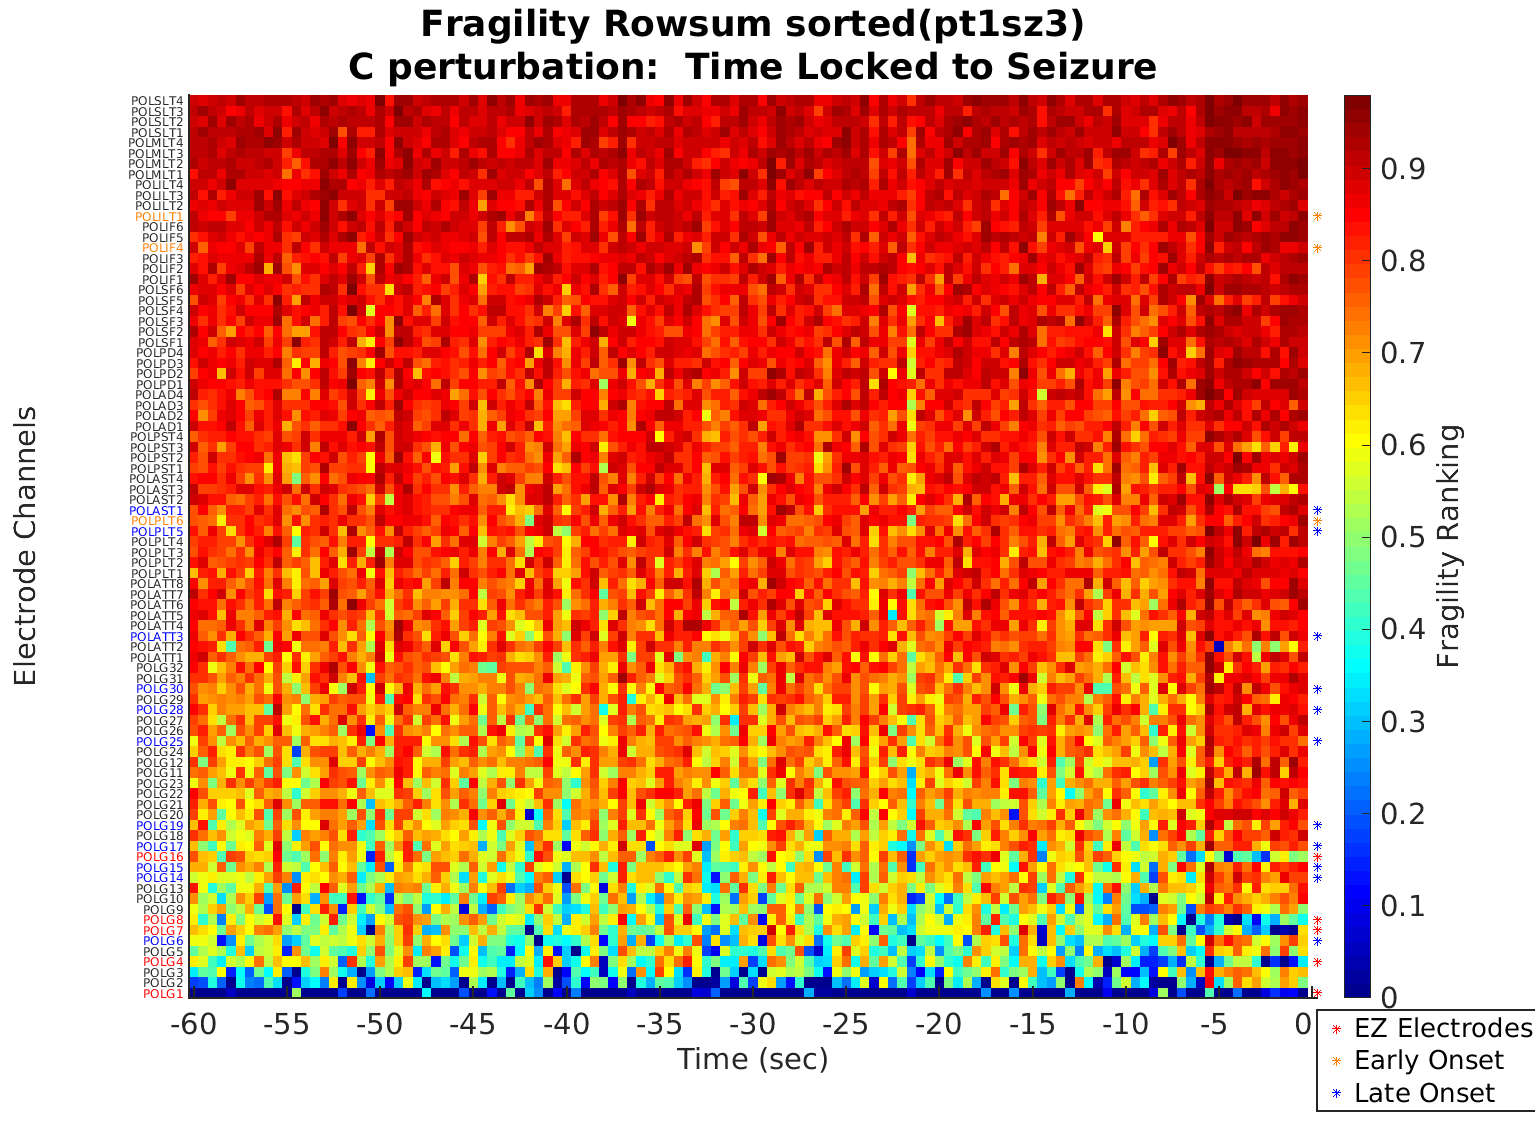 Fragility Rowsum sorted(pt1sz3)
C perturbation:  Time Locked to Seizure
Electrode Channels
POLSLT4
POLSLT3
POLSLT2
POLSLT1
POLMLT4
POLMLT3
POLMLT2
POLMLT1
POLILT4
POLILT3
POLILT2
POLILT1
POLIF6
POLIF5
POLIF4
POLIF3
POLIF2
POLIF1
POLSF6
POLSF5
POLSF4
POLSF3
POLSF2
POLSF1
POLPD4
POLPD3
POLPD2
POLPD1
POLAD4
POLAD3
POLAD2
POLAD1
POLPST4
POLPST3
POLPST2
POLPST1
POLAST4
POLAST3
POLAST2
POLAST1
POLPLT6
POLPLT5
POLPLT4
POLPLT3
POLPLT2
POLPLT1
POLATT8
POLATT7
POLATT6
POLATT5
POLATT4
POLATT3
POLATT2
POLATT1
POLG32
POLG31
POLG30
POLG29
POLG28
POLG27
POLG26
POLG25
POLG24
POLG12
POLG11
POLG23
POLG22
POLG21
POLG20
POLG19
POLG18
POLG17
POLG16
POLG15
POLG14
POLG13
POLG10
POLG9
POLG8
POLG7
POLG6
POLG5
POLG4
POLG3
POLG2
POLG1
-60 -55 -50 -45 -40 -35 -30 -25 -20 -15 -10 -5 0
Time (sec)
0.9
0.8
0.7
0.6
0.5
0.4
0.3
0.2
0.1
0
Fragility Ranking
EZ Electrodes
Early Onset
Late Onset